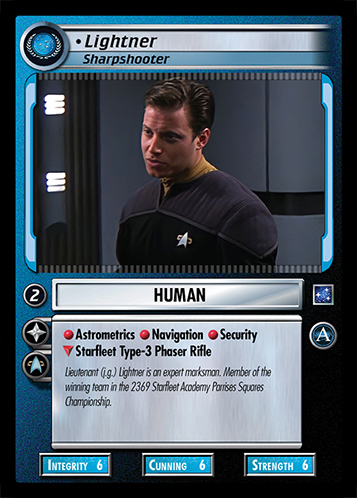 • Lightner
Sharpshooter
2
HUMAN
A
Astrometrics Navigation Security
Starfleet Type-3 Phaser Rifle
Lieutenant (j.g.) Lightner is an expert marksman. Member of the
winning team in the 2369 Starfleet Academy Parrises Squares
Championship.
INTEGRITY 6 CUNNING 6 STRENGTH 6